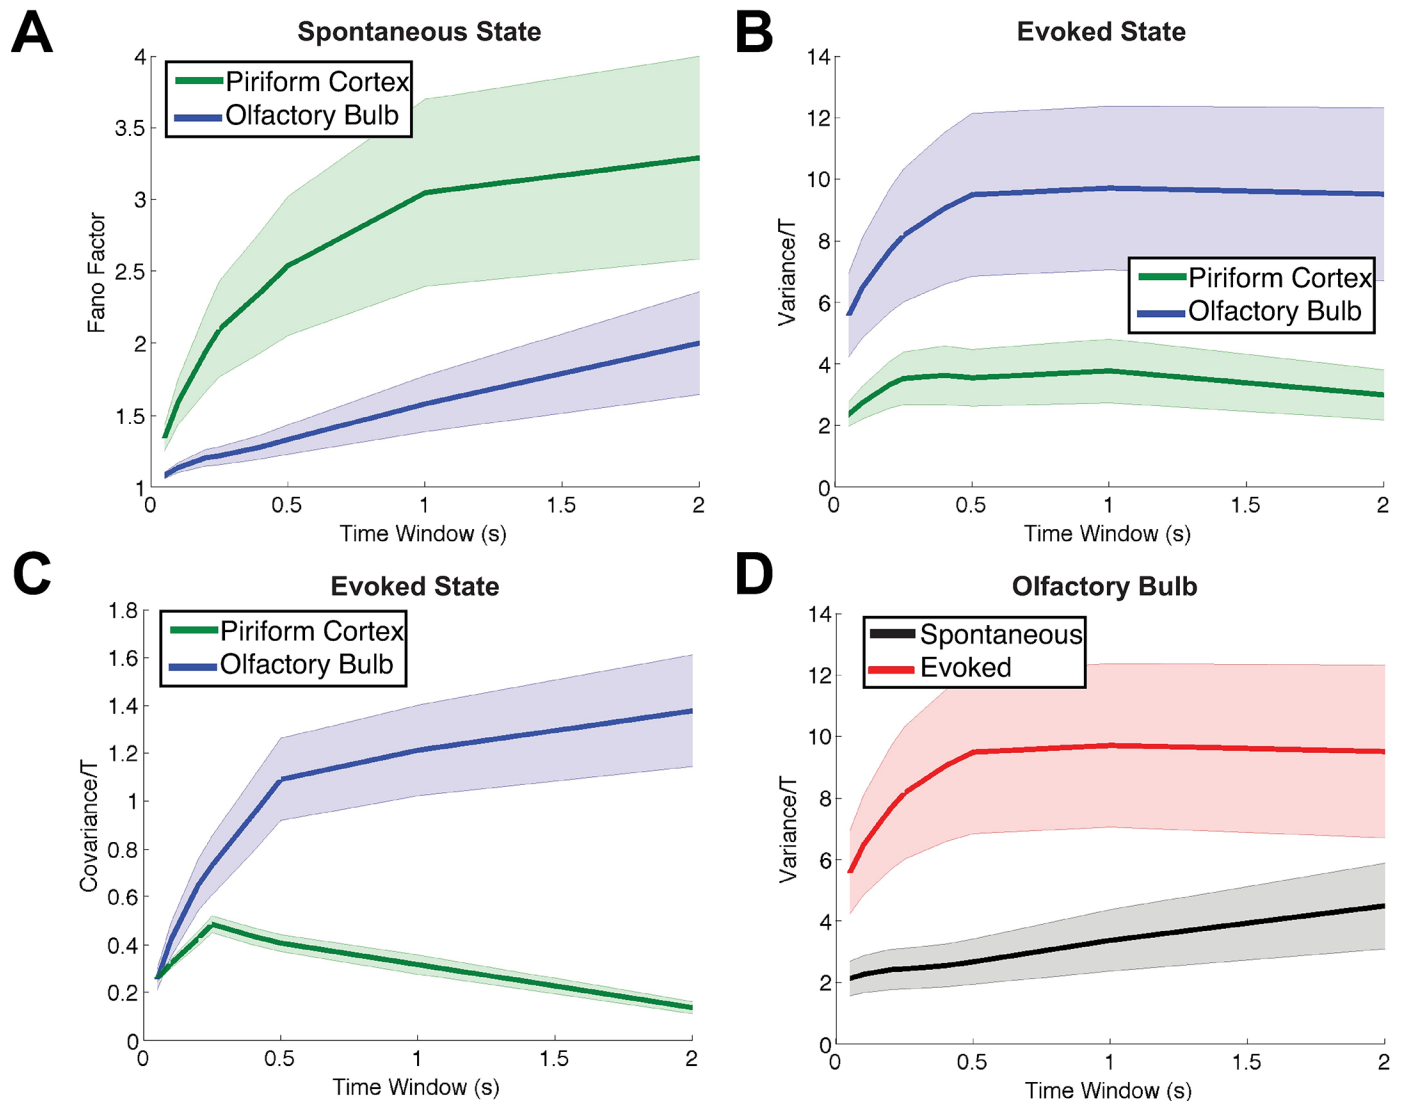 A
Spontaneous State
4
3.5
3
2.5
2
1.5
1
Fano Factor
Piriform Cortex
Olfactory Bulb
0
0.5
1
1.5
2
Time Window (s)
B
Evoked State
14
12
10
8
6
4
2
0
Variance/T
Piriform Cortex
Olfactory Bulb
0
0.5
1
1.5
2
Time Window (s)
C
Evoked State
1.8
1.6
1.4
1.2
1
0.8
0.6
0.4
0.2
0
Covariance/T
Piriform Cortex
Olfactory Bulb
0
0.5
1
1.5
2
Time Window (s)
D
Olfactory Bulb
14
12
10
8
6
4
2
0
Variance/T
Spontaneous
Evoked
0
0.5
1
1.5
2
Time Window (s)